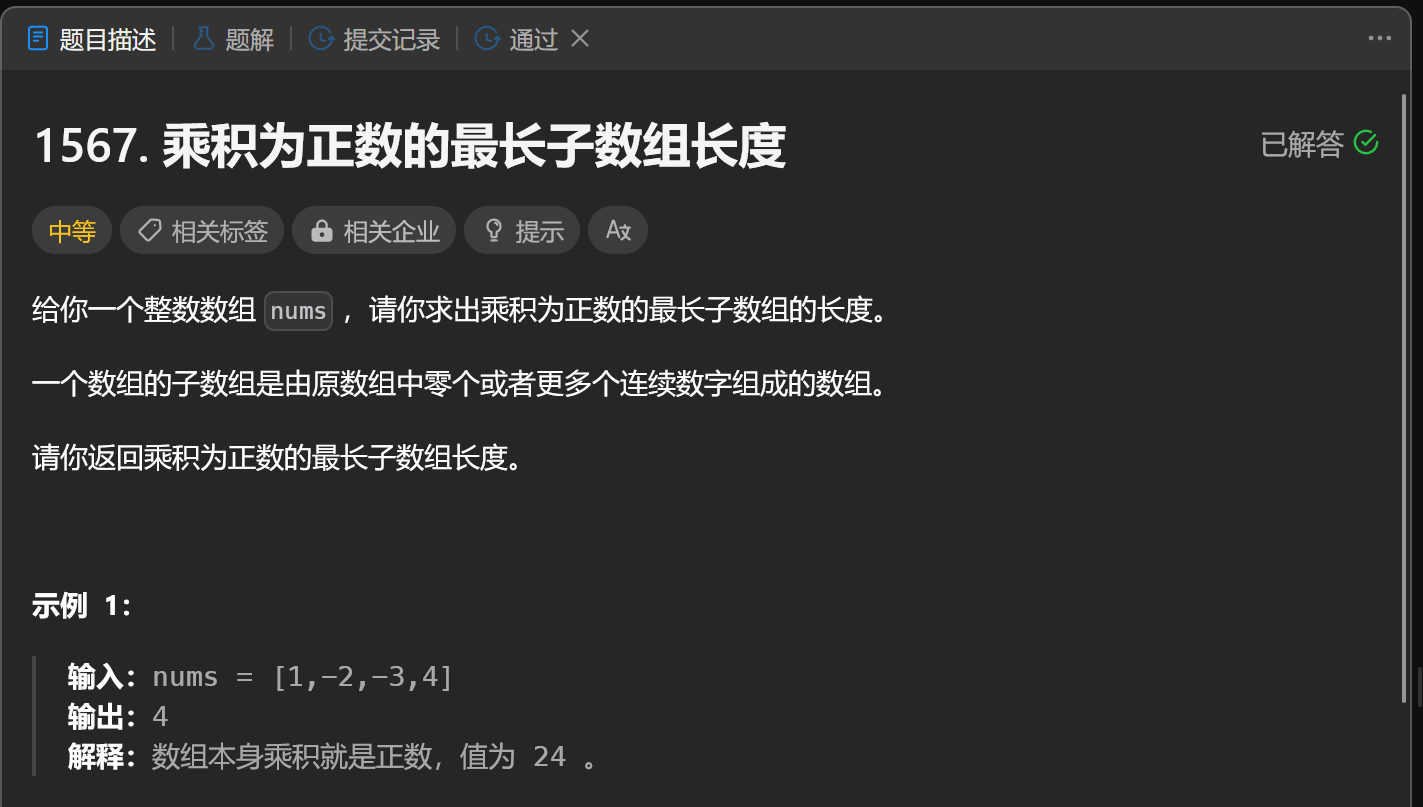 题目描述 题解 提交记录 通过
1567. 乘积为正数的最长子数组长度 已解答
中等 相关标签 相关企业 提示
给你一个整数数组 nums ，请你求出乘积为正数的最长子数组的长度。
一个数组的子数组是由原数组中零个或者更多个连续数字组成的数组。
请你返回乘积为正数的最长子数组长度。
示例 1：
输入：nums = [1,-2,-3,4]
输出：4
解释：数组本身乘积就是正数，值为 24 。